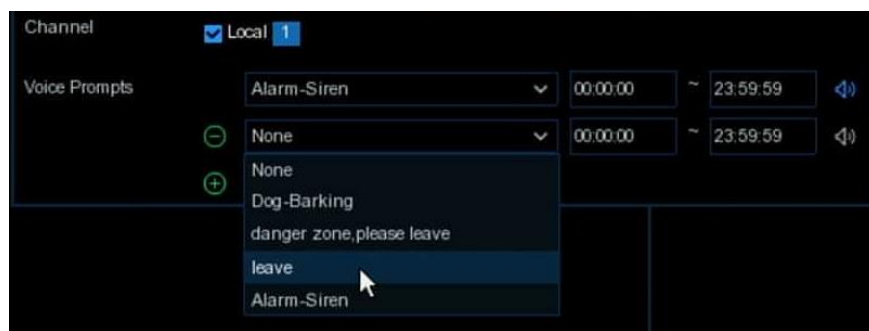 Channel Local 1
Voice Prompts Alarm-Siren 00:00:00 ~ 23:59:59
None 00:00:00 ~ 23:59:59
None
Dog-Barking
danger zone,please leave
leave
Alarm-Siren